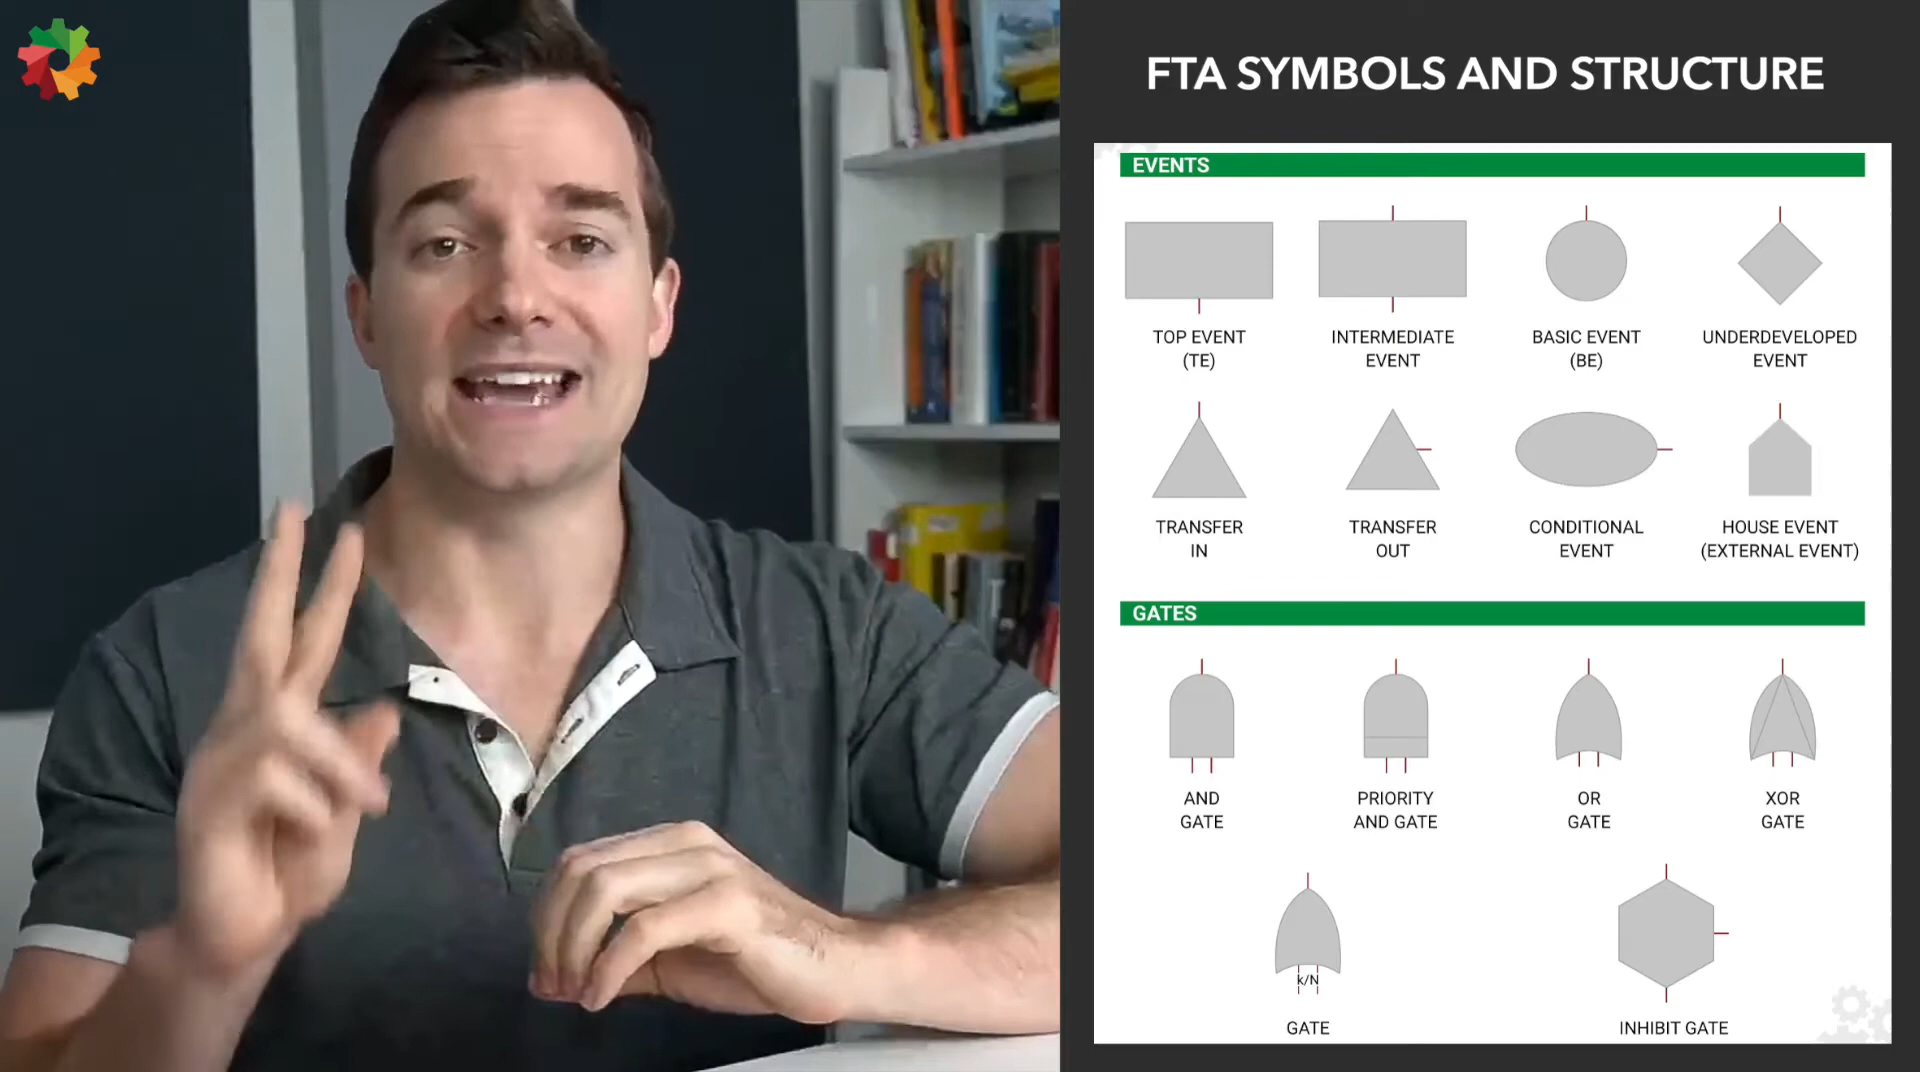 FTA SYMBOLS AND STRUCTURE
EVENTS
TOP EVENT
(TE)
INTERMEDIATE
EVENT
BASIC EVENT
(BE)
UNDERDEVELOPED
EVENT
TRANSFER
IN
TRANSFER
OUT
CONDITIONAL
EVENT
HOUSE EVENT
(EXTERNAL EVENT)
GATES
AND
GATE
PRIORITY
AND GATE
OR
GATE
XOR
GATE
k/N
GATE
INHIBIT GATE